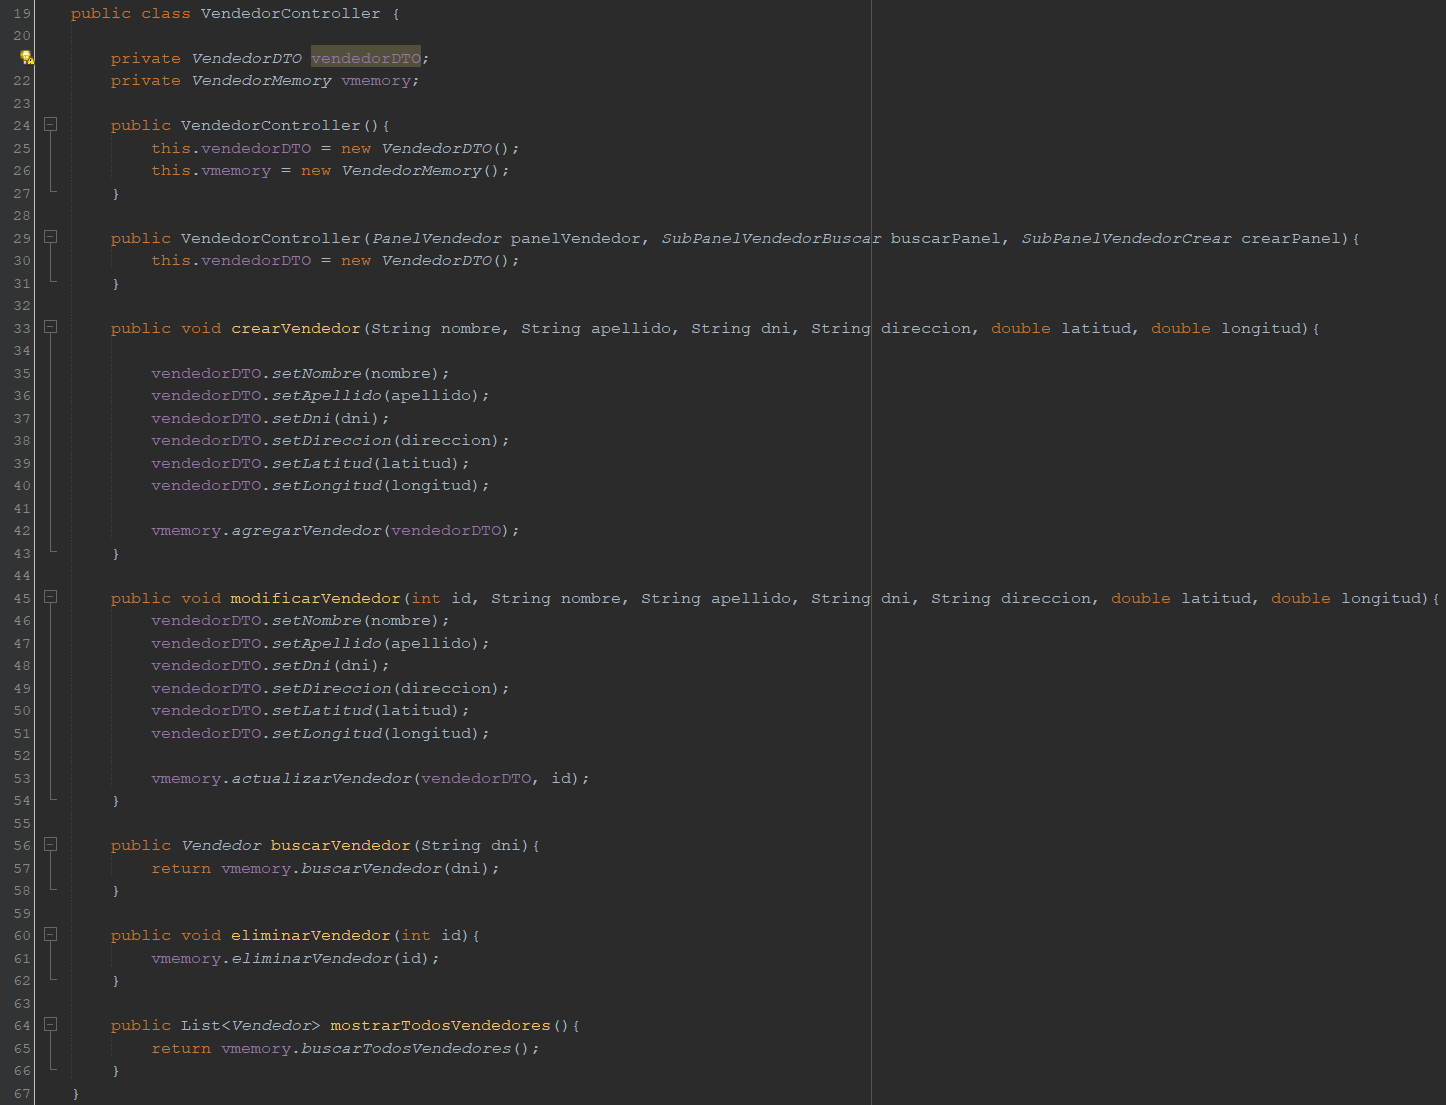 19 public class VendedorController {
20
private VendedorDTO vendedorDTO;
22 private VendedorMemory vmemory;
23
24 public VendedorController(){
25 this.vendedorDTO = new VendedorDTO();
26 this.vmemory = new VendedorMemory();
27 }
28
29 public VendedorController(PanelVendedor panelVendedor, SubPanelVendedorBuscar buscarPanel, SubPanelVendedorCrear crearPanel){
30 this.vendedorDTO = new VendedorDTO();
31 }
32
33 public void crearVendedor(String nombre, String apellido, String dni, String direccion, double latitud, double longitud){
34
35 vendedorDTO.setNombre(nombre);
36 vendedorDTO.setApellido(apellido);
37 vendedorDTO.setDni(dni);
38 vendedorDTO.setDireccion(direccion);
39 vendedorDTO.setLatitud(latitud);
40 vendedorDTO.setLongitud(longitud);
41
42 vmemory.agregarVendedor(vendedorDTO);
43 }
44
45 public void modificarVendedor(int id, String nombre, String apellido, String dni, String direccion, double latitud, double longitud){
46 vendedorDTO.setNombre(nombre);
47 vendedorDTO.setApellido(apellido);
48 vendedorDTO.setDni(dni);
49 vendedorDTO.setDireccion(direccion);
50 vendedorDTO.setLatitud(latitud);
51 vendedorDTO.setLongitud(longitud);
52
53 vmemory.actualizarVendedor(vendedorDTO, id);
54 }
55
56 public Vendedor buscarVendedor(String dni){
57 return vmemory.buscarVendedor(dni);
58 }
59
60 public void eliminarVendedor(int id){
61 vmemory.eliminarVendedor(id);
62 }
63
64 public List<Vendedor> mostrarTodosVendedores(){
65 return vmemory.buscarTodosVendedores();
66 }
67 }